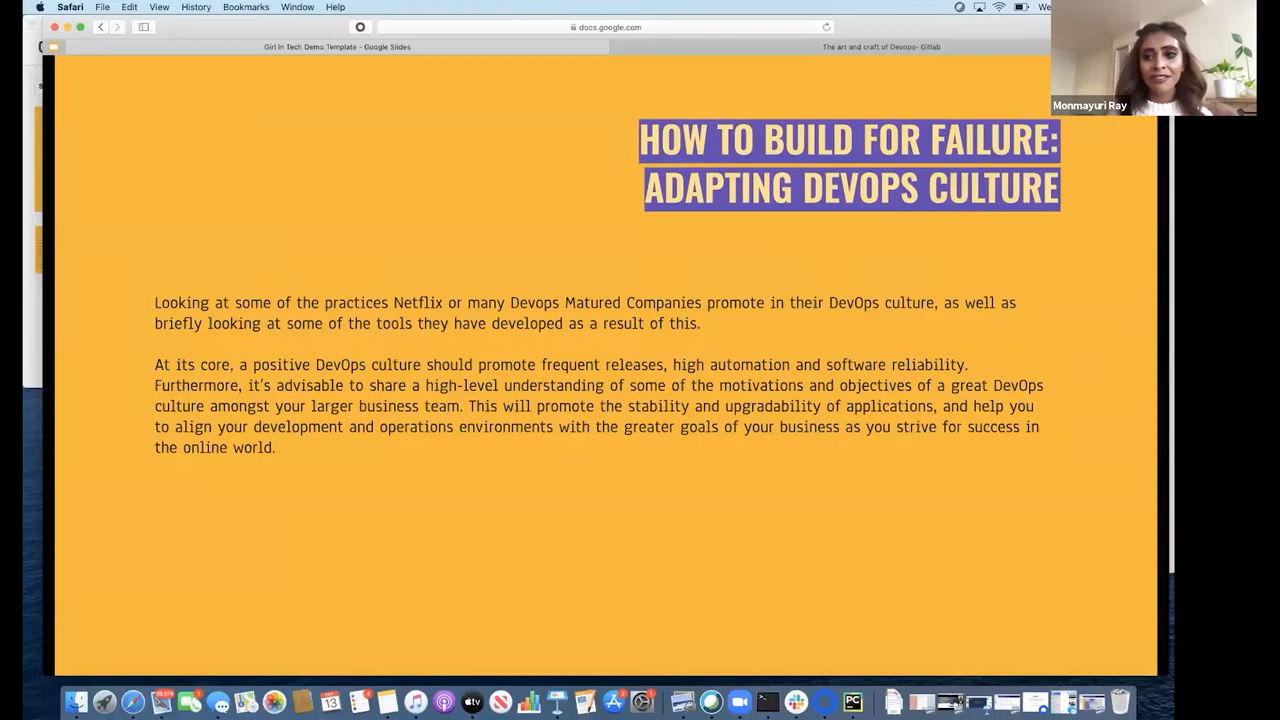 Safari File Edit View History Bookmarks Window Help
We
docs.google.com
Girl In Tech Demo Template - Google Slides
The art and craft of Devops- Gitlab
Monmayuri Ray
HOW TO BUILD FOR FAILURE:
ADAPTING DEVOPS CULTURE
Looking at some of the practices Netflix or many Devops Matured Companies promote in their DevOps culture, as well as
briefly looking at some of the tools they have developed as a result of this.
At its core, a positive DevOps culture should promote frequent releases, high automation and software reliability.
Furthermore, it's advisable to share a high-level understanding of some of the motivations and objectives of a great DevOps
culture amongst your larger business team. This will promote the stability and upgradability of applications, and help you
to align your development and operations environments with the greater goals of your business as you strive for success in
the online world.
13
tv
PC